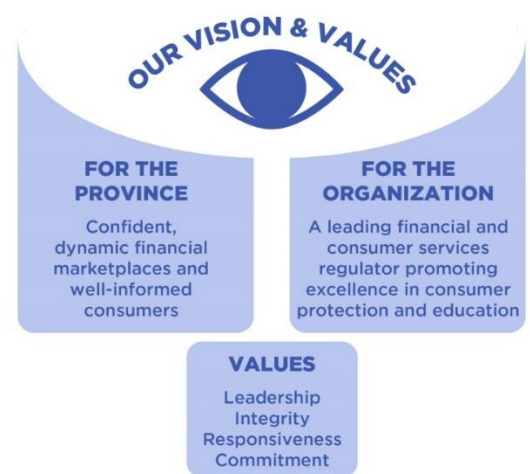 OUR VISION & VALUES
FOR THE
PROVINCE
Confident,
dynamic financial
marketplaces and
well-informed
consumers
FOR THE
ORGANIZATION
A leading financial and
consumer services
regulator promoting
excellence in consumer
protection and education
VALUES
Leadership
Integrity
Responsiveness
Commitment